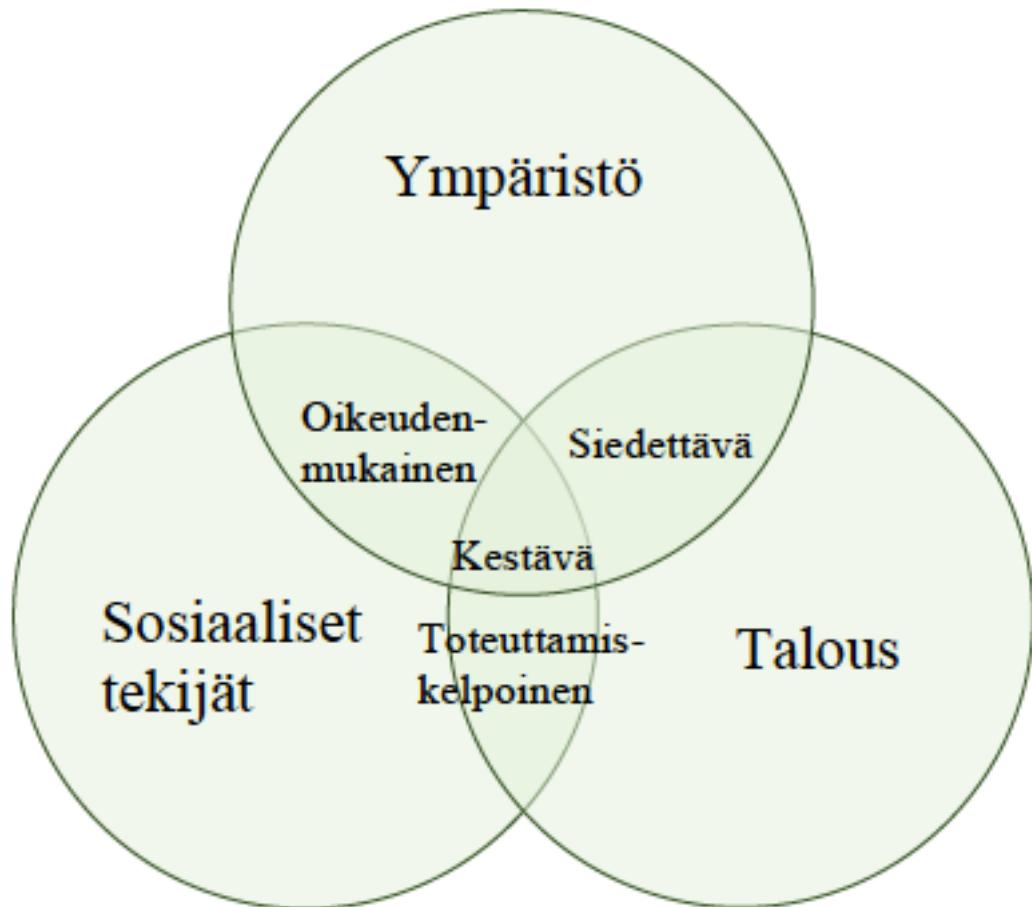 Ympäristö
Oikeuden-
mukainen
Siedettävä
Kestävä
Sosiaaliset
tekijät
Toteuttamis-
kelpoinen
Talous